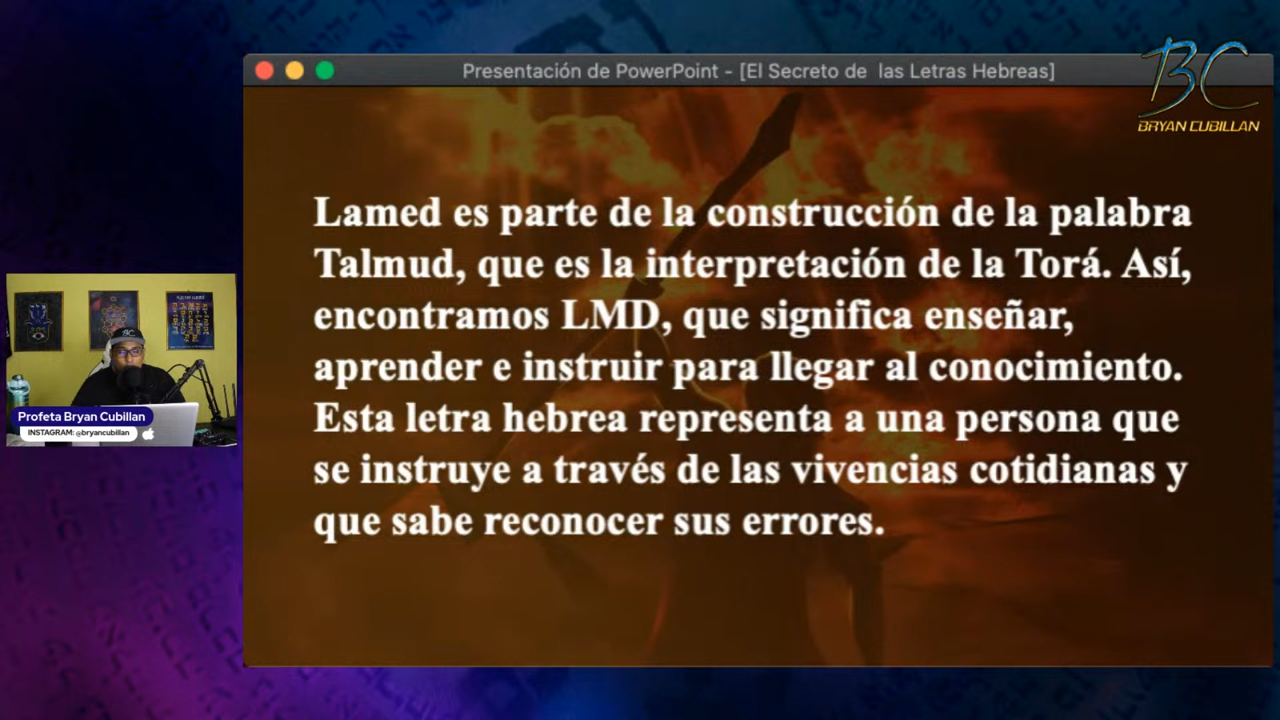 Presentación de PowerPoint - [El Secreto de  las Letras Hebreas]
BC
BRYAN CUBILLAN
Lamed es parte de la construcción de la palabra
Talmud, que es la interpretación de la Torá. Así,
encontramos LMD, que significa enseñar,
aprender e instruir para llegar al conocimiento.
Esta letra hebrea representa a una persona que
se instruye a través de las vivencias cotidianas y
que sabe reconocer sus errores.
Profeta Bryan Cubillan
INSTAGRAM: @bryancubillan